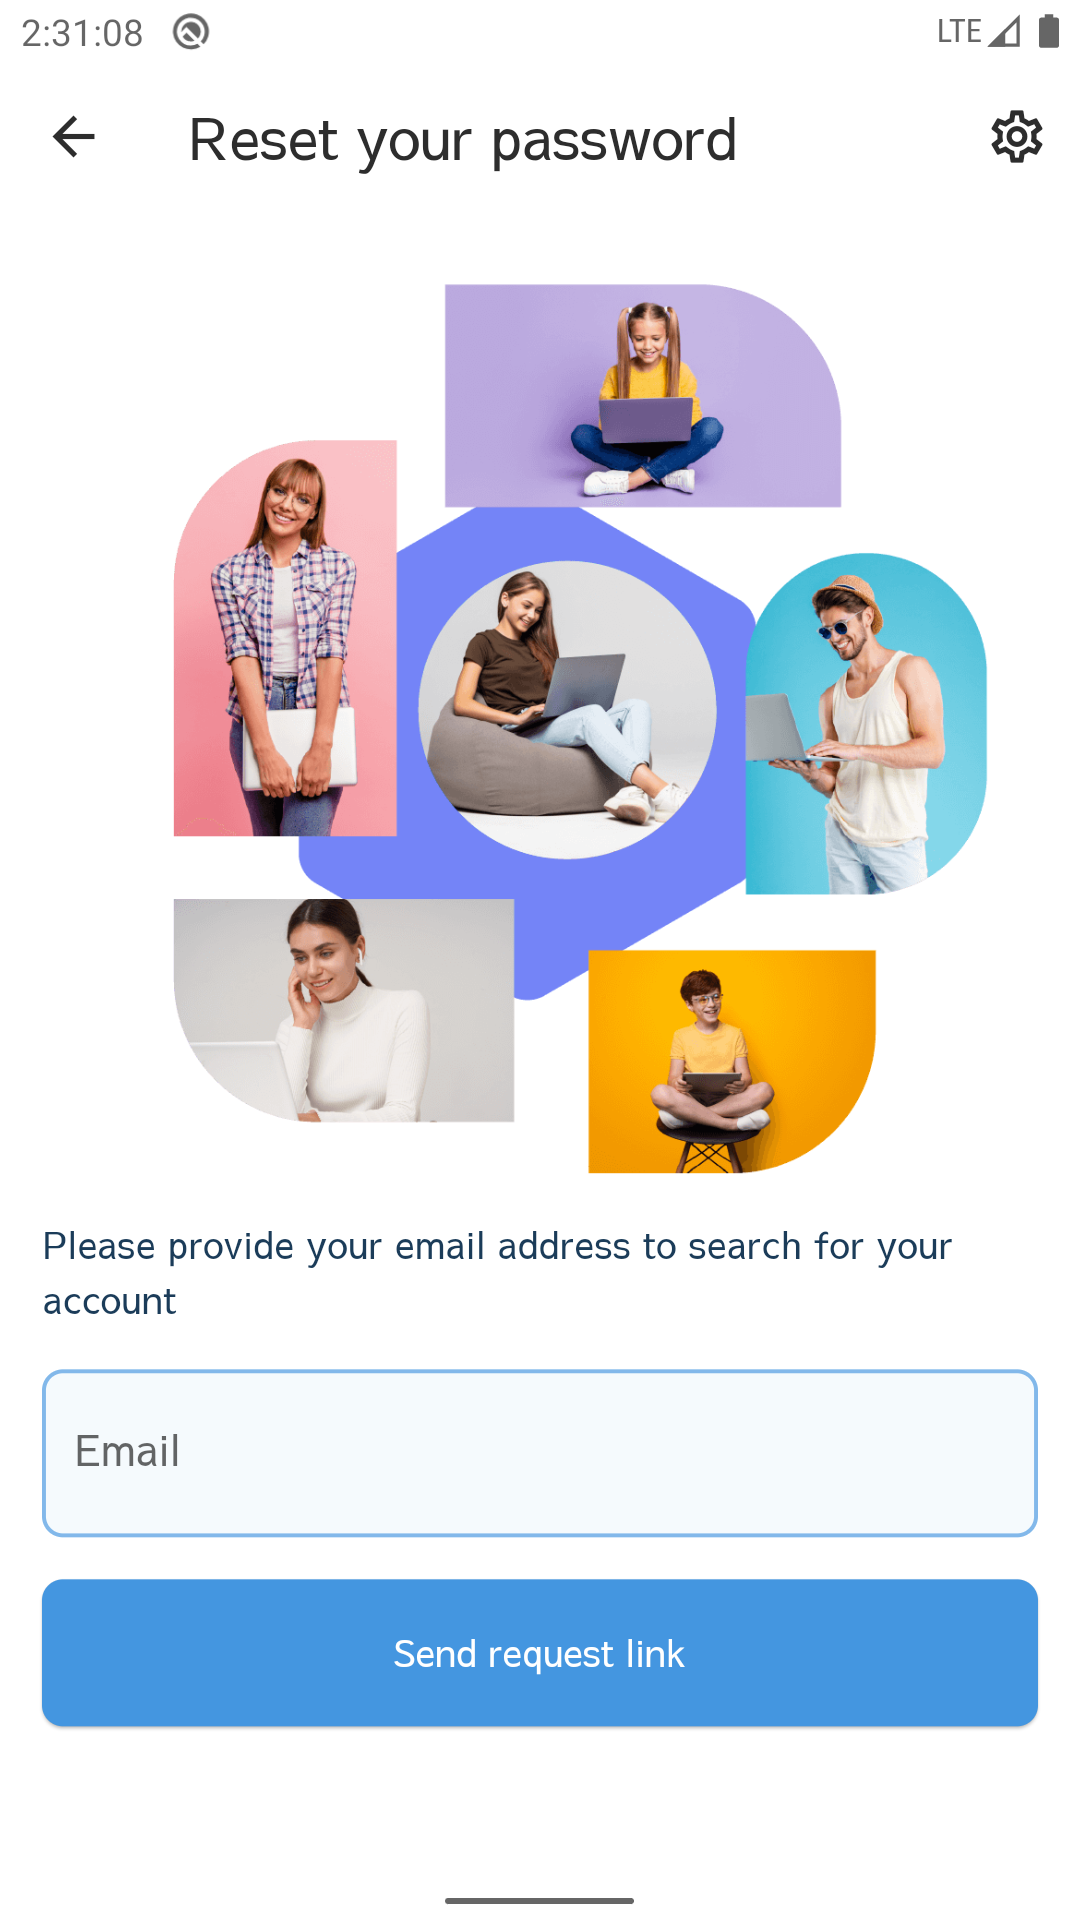 2:31:08
LTE
Reset your password
Please provide your email address to search for your
account
Email
Send request link